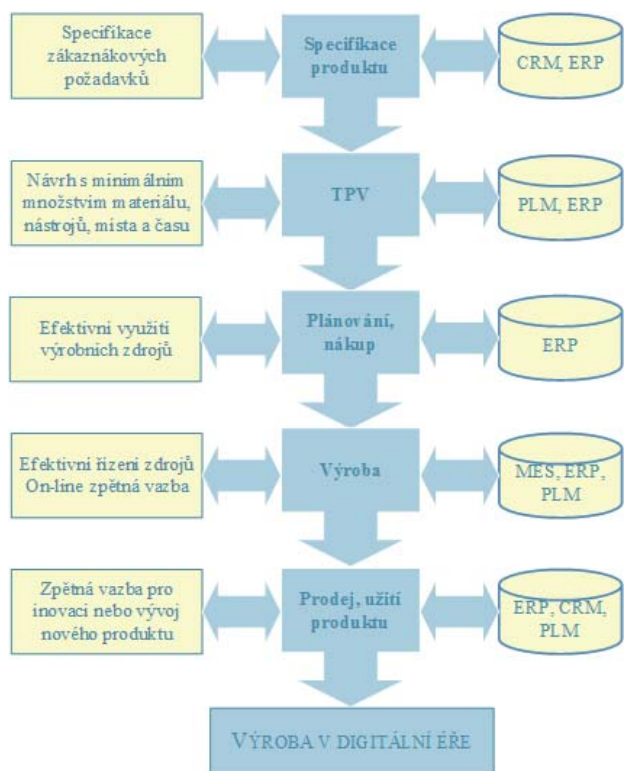 Specifikace
zákaznákových
požadavků
Specifikace
produktu
CRM, ERP
Návrh s minimálním
množstvím materiálu,
nástrojů, místa a času
TPV
PLM, ERP
Efektivní využití
výrobních zdrojů
Plánování,
nákup
ERP
Efektivní řízení zdrojů
On-line zpětná vazba
Výroba
MES, ERP,
PLM
Zpětná vazba pro
inovaci nebo vývoj
nového produktu
Prodej, užití
produktu
ERP, CRM,
PLM
VÝROBA V DIGITÁLNÍ ÉŘE